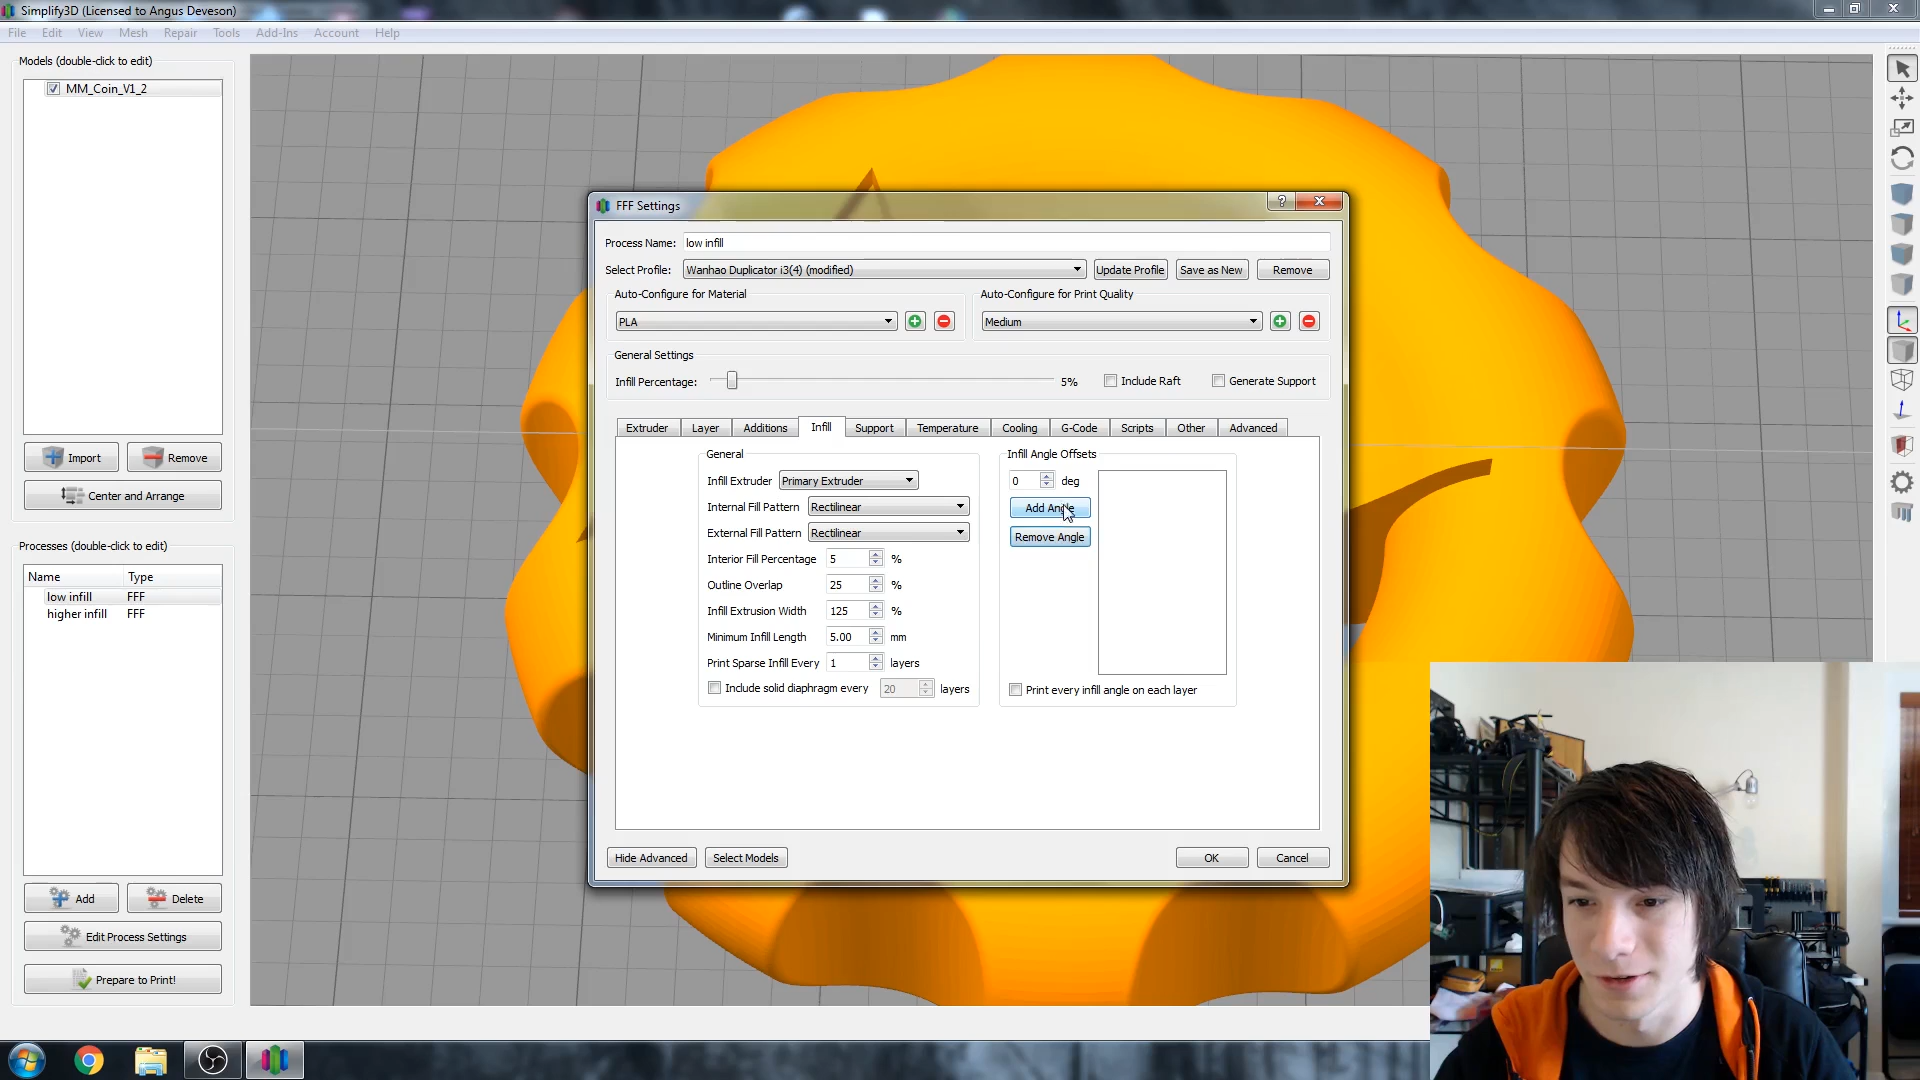 Simplify3D (Licensed to Angus Deveson)
File Edit View Mesh Repair Tools Add-Ins Account Help
Models (double-click to edit)
MM_Coin_V1_2
Import Remove
Center and Arrange
Processes (double-click to edit)
Name Type
low infill FFF
higher infill FFF
Add Delete
Edit Process Settings
Prepare to Print!
FFF Settings
Process Name: low infill
Select Profile: Wanhao Duplicator i3(4) (modified) Update Profile Save as New Remove
Auto-Configure for Material
PLA
Auto-Configure for Print Quality
Medium
General Settings
Infill Percentage: 5% Include Raft Generate Support
Extruder Layer Additions Infill Support Temperature Cooling G-Code Scripts Other Advanced
General
Infill Extruder Primary Extruder
Internal Fill Pattern Rectilinear
External Fill Pattern Rectilinear
Interior Fill Percentage 5 %
Outline Overlap 25 %
Infill Extrusion Width 125 %
Minimum Infill Length 5.00 mm
Print Sparse Infill Every 1 layers
Include solid diaphragm every 20 layers
Infill Angle Offsets
0 deg
Add Angle
Remove Angle
Print every infill angle on each layer
Hide Advanced Select Models OK Cancel